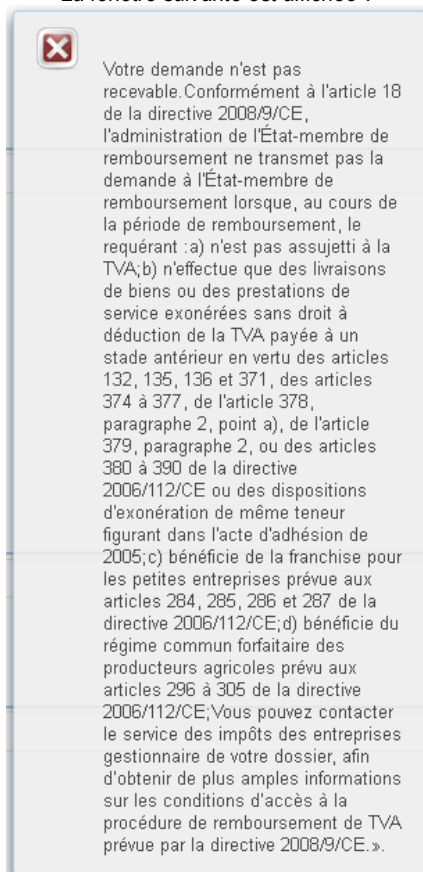 La fenêtre suivante est affichée :
Votre demande n'est pas
recevable.Conformément à l'article 18
de la directive 2008/9/CE,
l'administration de l'État-membre de
remboursement ne transmet pas la
demande à l'État-membre de
remboursement lorsque, au cours de
la période de remboursement, le
requérant :a) n'est pas assujetti à la
TVA;b) n'effectue que des livraisons
de biens ou des prestations de
service exonérées sans droit à
déduction de la TVA payée à un
stade antérieur en vertu des articles
132, 135, 136 et 371, des articles
374 à 377, de l'article 378,
paragraphe 2, point a), de l'article
379, paragraphe 2, ou des articles
380 à 390 de la directive
2006/112/CE ou des dispositions
d'exonération de même teneur
figurant dans l'acte d'adhésion de
2005;c) bénéficie de la franchise pour
les petites entreprises prévue aux
articles 284, 285, 286 et 287 de la
directive 2006/112/CE;d) bénéficie du
régime commun forfaitaire des
producteurs agricoles prévu aux
articles 296 à 305 de la directive
2006/112/CE;Vous pouvez contacter
le service des impôts des entreprises
gestionnaire de votre dossier, afin
d'obtenir de plus amples informations
sur les conditions d'accès à la
procédure de remboursement de TVA
prévue par la directive 2008/9/CE.».